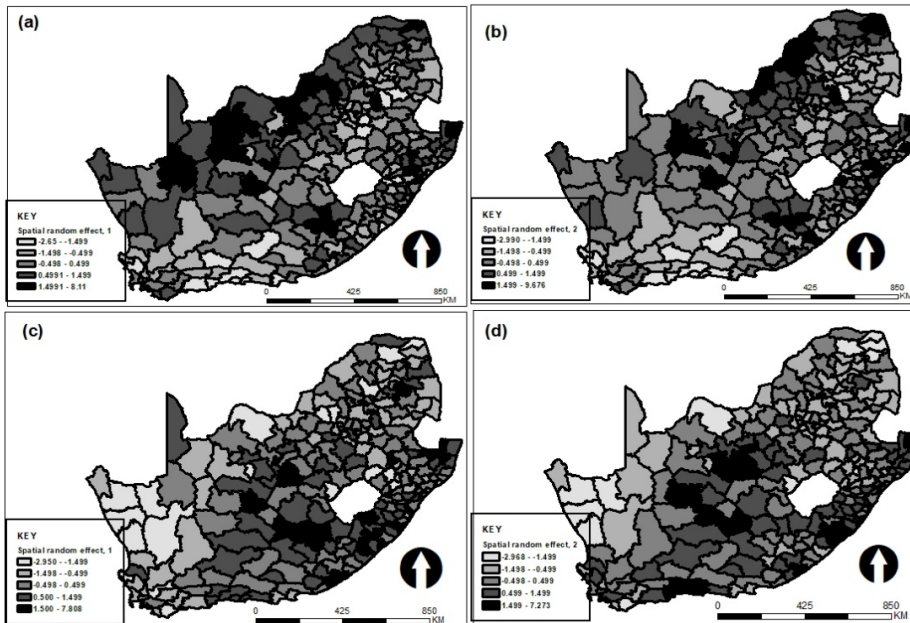 (a)
KEY
Spatial random effect, 1
-2.65 - -1.499
-1.498 - -0.499
-0.498 - 0.499
0.4991 - 1.499
1.4991 - 8.11
0 425 850
KM
(b)
KEY
Spatial random effect, 2
-2.990 - -1.499
-1.498 - -0.499
-0.498 - 0.499
0.499 - 1.499
1.499 - 9.676
0 425 850
KM
(c)
KEY
Spatial random effect, 1
-2.950 - -1.499
-1.498 - -0.499
-0.498 - 0.499
0.500 - 1.499
1.500 - 7.808
0 425 850
KM
(d)
KEY
Spatial random effect, 2
-2.968 - -1.499
-1.498 - -0.499
-0.498 - 0.499
0.499 - 1.499
1.499 - 7.273
0 425 850
KM